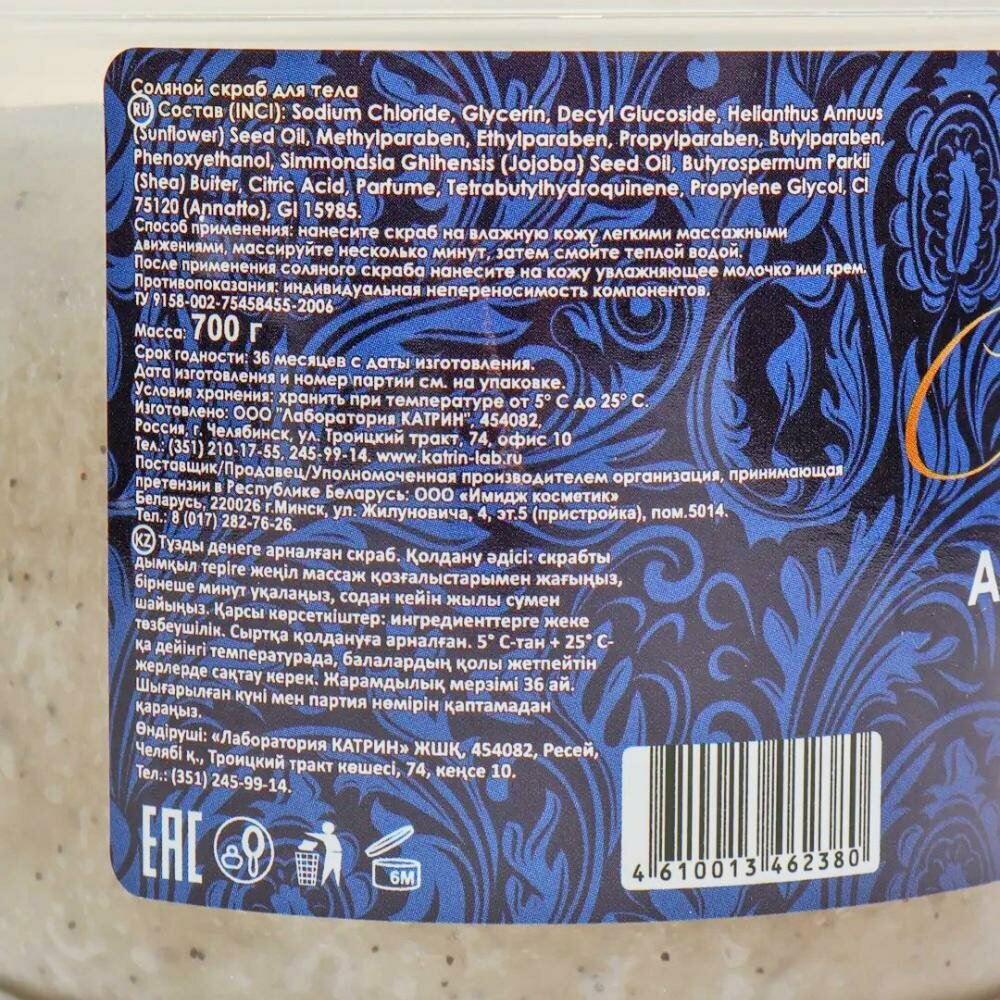 Соляной скраб для тела
RU Состав (INCI): Sodium Chloride, Glycerin, Decyl Glucoside, Helianthus Annuus
(Sunflower) Seed Oil, Methylparaben, Ethylparaben, Propylparaben, Butylparaben,
Phenoxyethanol, Simmondsia Ghihensis (Jojoba) Seed Oil, Butyrospermum Parkii
(Shea) Buiter, Citric Acid, Parfume, Tetrabutylhydroquinene, Propylene Glycol, CI
75120 (Annatto), GI 15985.
Способ применения: нанесите скраб на влажную кожу легкими массажными
движениями, массируйте несколько минут, затем смойте теплой водой.
После применения соляного скраба нанесите на кожу увлажняющее молочко или крем.
Противопоказания: индивидуальная непереносимость компонентов.
ТУ 9158-002-75458455-2006
Масса: 700 г
Срок годности: 36 месяцев с даты изготовления.
Дата изготовления и номер партии см. на упаковке.
Условия хранения: хранить при температуре от 5° С до 25° С.
Изготовлено: ООО "Лаборатория КАТРИН", 454082,
Россия, г. Челябинск, ул. Троицкий тракт, 74, офис 10
Тел.: (351) 210-17-55, 245-99-14. www.katrin-lab.ru
Поставщик/Продавец/Уполномоченная производителем организация, принимающая
претензии в Республике Беларусь: ООО «Имидж косметик»
Беларусь, 220026 г.Минск, ул. Жилуновича, 4, эт.5 (пристройка), пом.5014.
Тел.: 8 (017) 282-76-26.
KZ Тұзды денеге арналған скраб. Қолдану әдісі: скрабты
дымқыл теріге жеңіл массаж қозғалыстарымен жағыңыз,
бірнеше минут уқалаңыз, содан кейін жылы сумен
шайыңыз. Қарсы көрсеткіштер: ингредиенттерге жеке
төзбеушілік. Сыртқа қолдануға арналған. 5° С-тан + 25° С-
қа дейінгі температурада, балалардың қолы жетпейтін
жерлерде сақтау керек. Жарамдылық мерзімі 36 ай.
Шығарылған күні мен партия нөмірін қаптамадан
қараңыз.
Өндіруші: «Лаборатория КАТРИН» ЖШҚ, 454082, Ресей,
Челябі қ., Троицкий тракт көшесі, 74, кеңсе 10.
Тел.: (351) 245-99-14.
EAC
6M
4 610013 462380
А